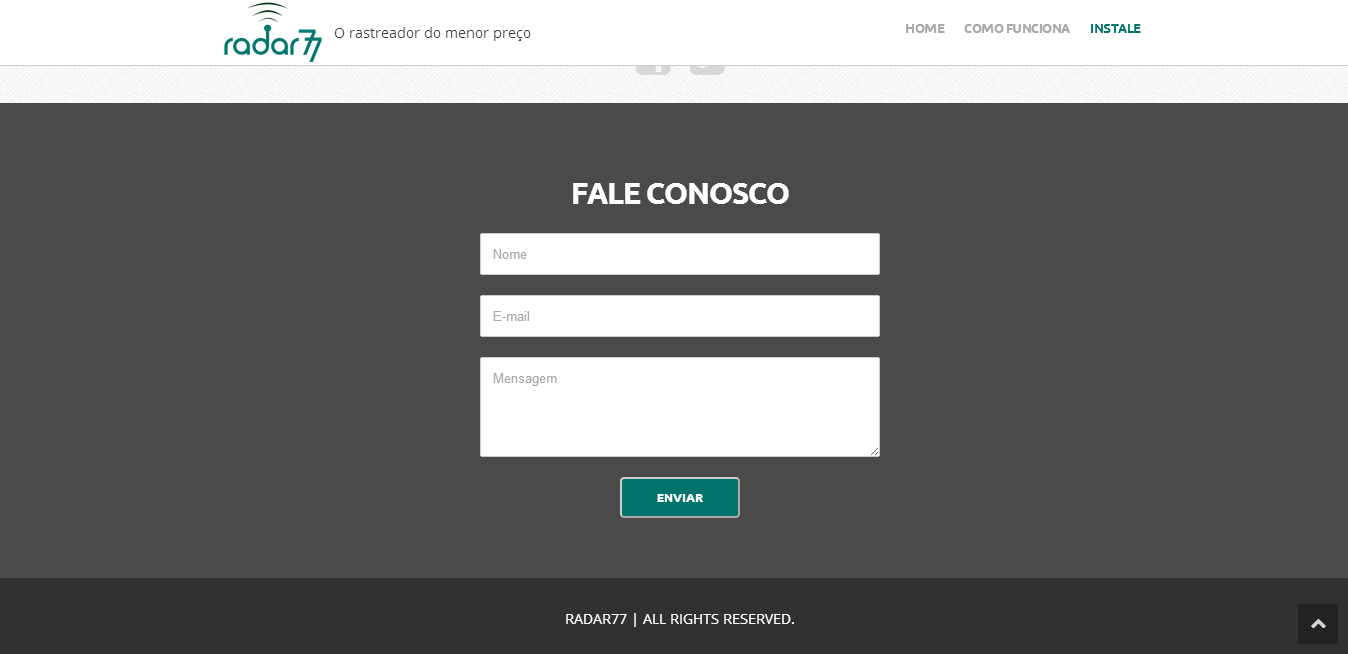 radar77
O rastreador do menor preço
HOME COMO FUNCIONA INSTALE
FALE CONOSCO
Nome
E-mail
Mensagem
ENVIAR
RADAR77 | ALL RIGHTS RESERVED.